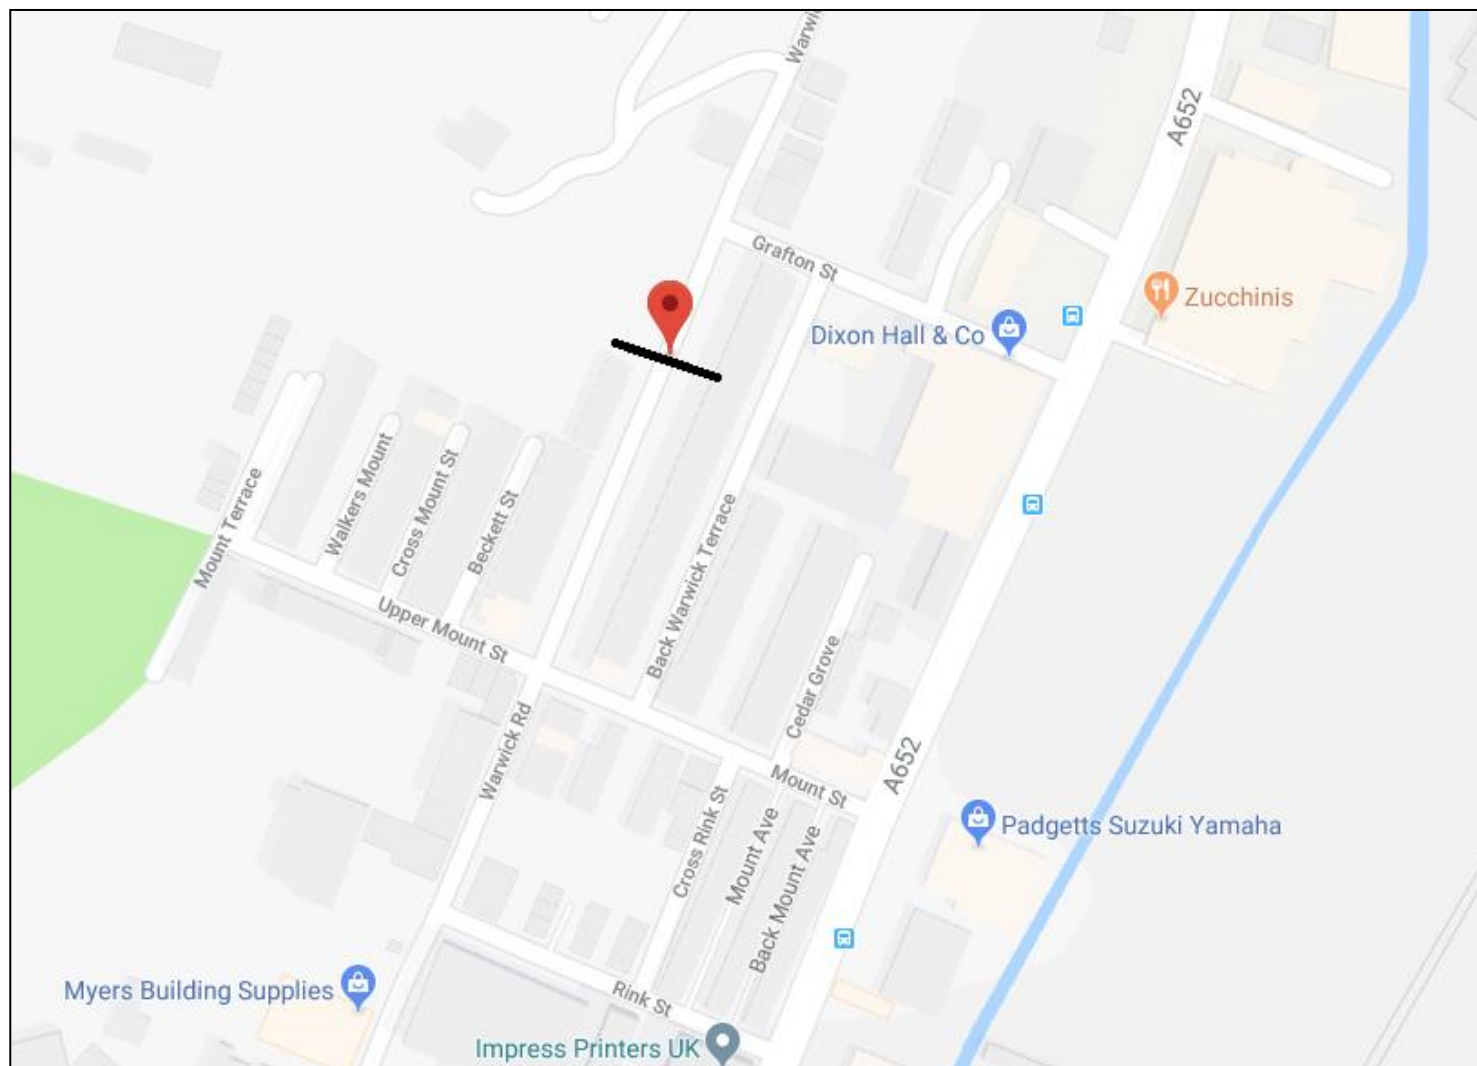 Warwi
A652
Grafton St
Zucchinis
Dixon Hall & Co
Mount Terrace
Walkers Mount
Cross Mount St
Beckett St
Back Warwick Terrace
Upper Mount St
Cedar Grove
Warwick Rd
A652
Mount St
Cross Rink St
Mount Ave
Back Mount Ave
Padgetts Suzuki Yamaha
Myers Building Supplies
Rink St
Impress Printers UK